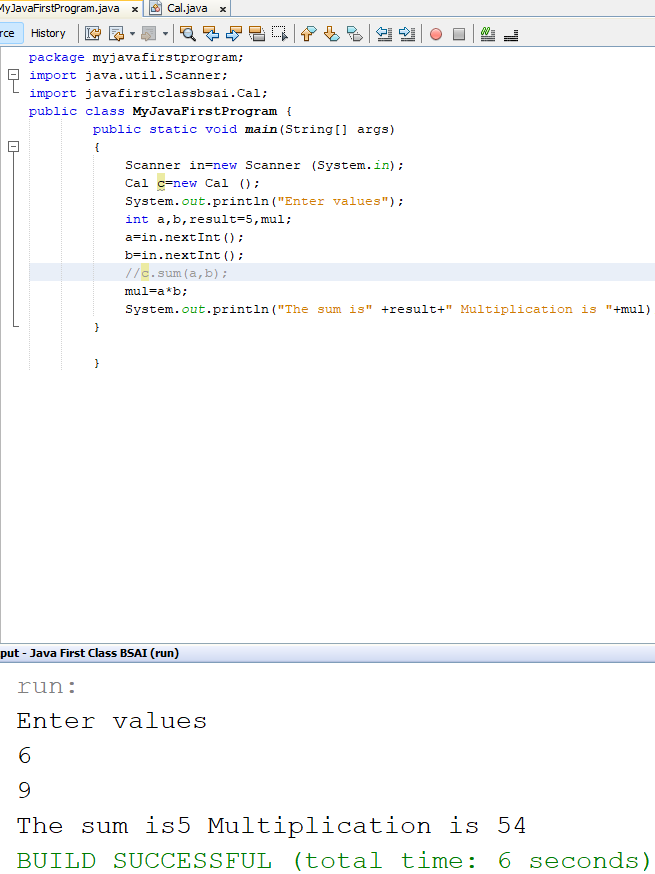 MyJavaFirstProgram.java × Cal.java ×
rce History
package myjavafirstprogram;
import java.util.Scanner;
import javafirstclassbsai.Cal;
public class MyJavaFirstProgram {
public static void main(String[] args)
{
Scanner in=new Scanner (System.in);
Cal c=new Cal ();
System.out.println("Enter values");
int a,b,result=5,mul;
a=in.nextInt();
b=in.nextInt();
//c.sum(a,b);
mul=a*b;
System.out.println("The sum is" +result+" Multiplication is "+mul)
}
}
put - Java First Class BSAI (run)
run:
Enter values
6
9
The sum is5 Multiplication is 54
BUILD SUCCESSFUL (total time: 6 seconds)